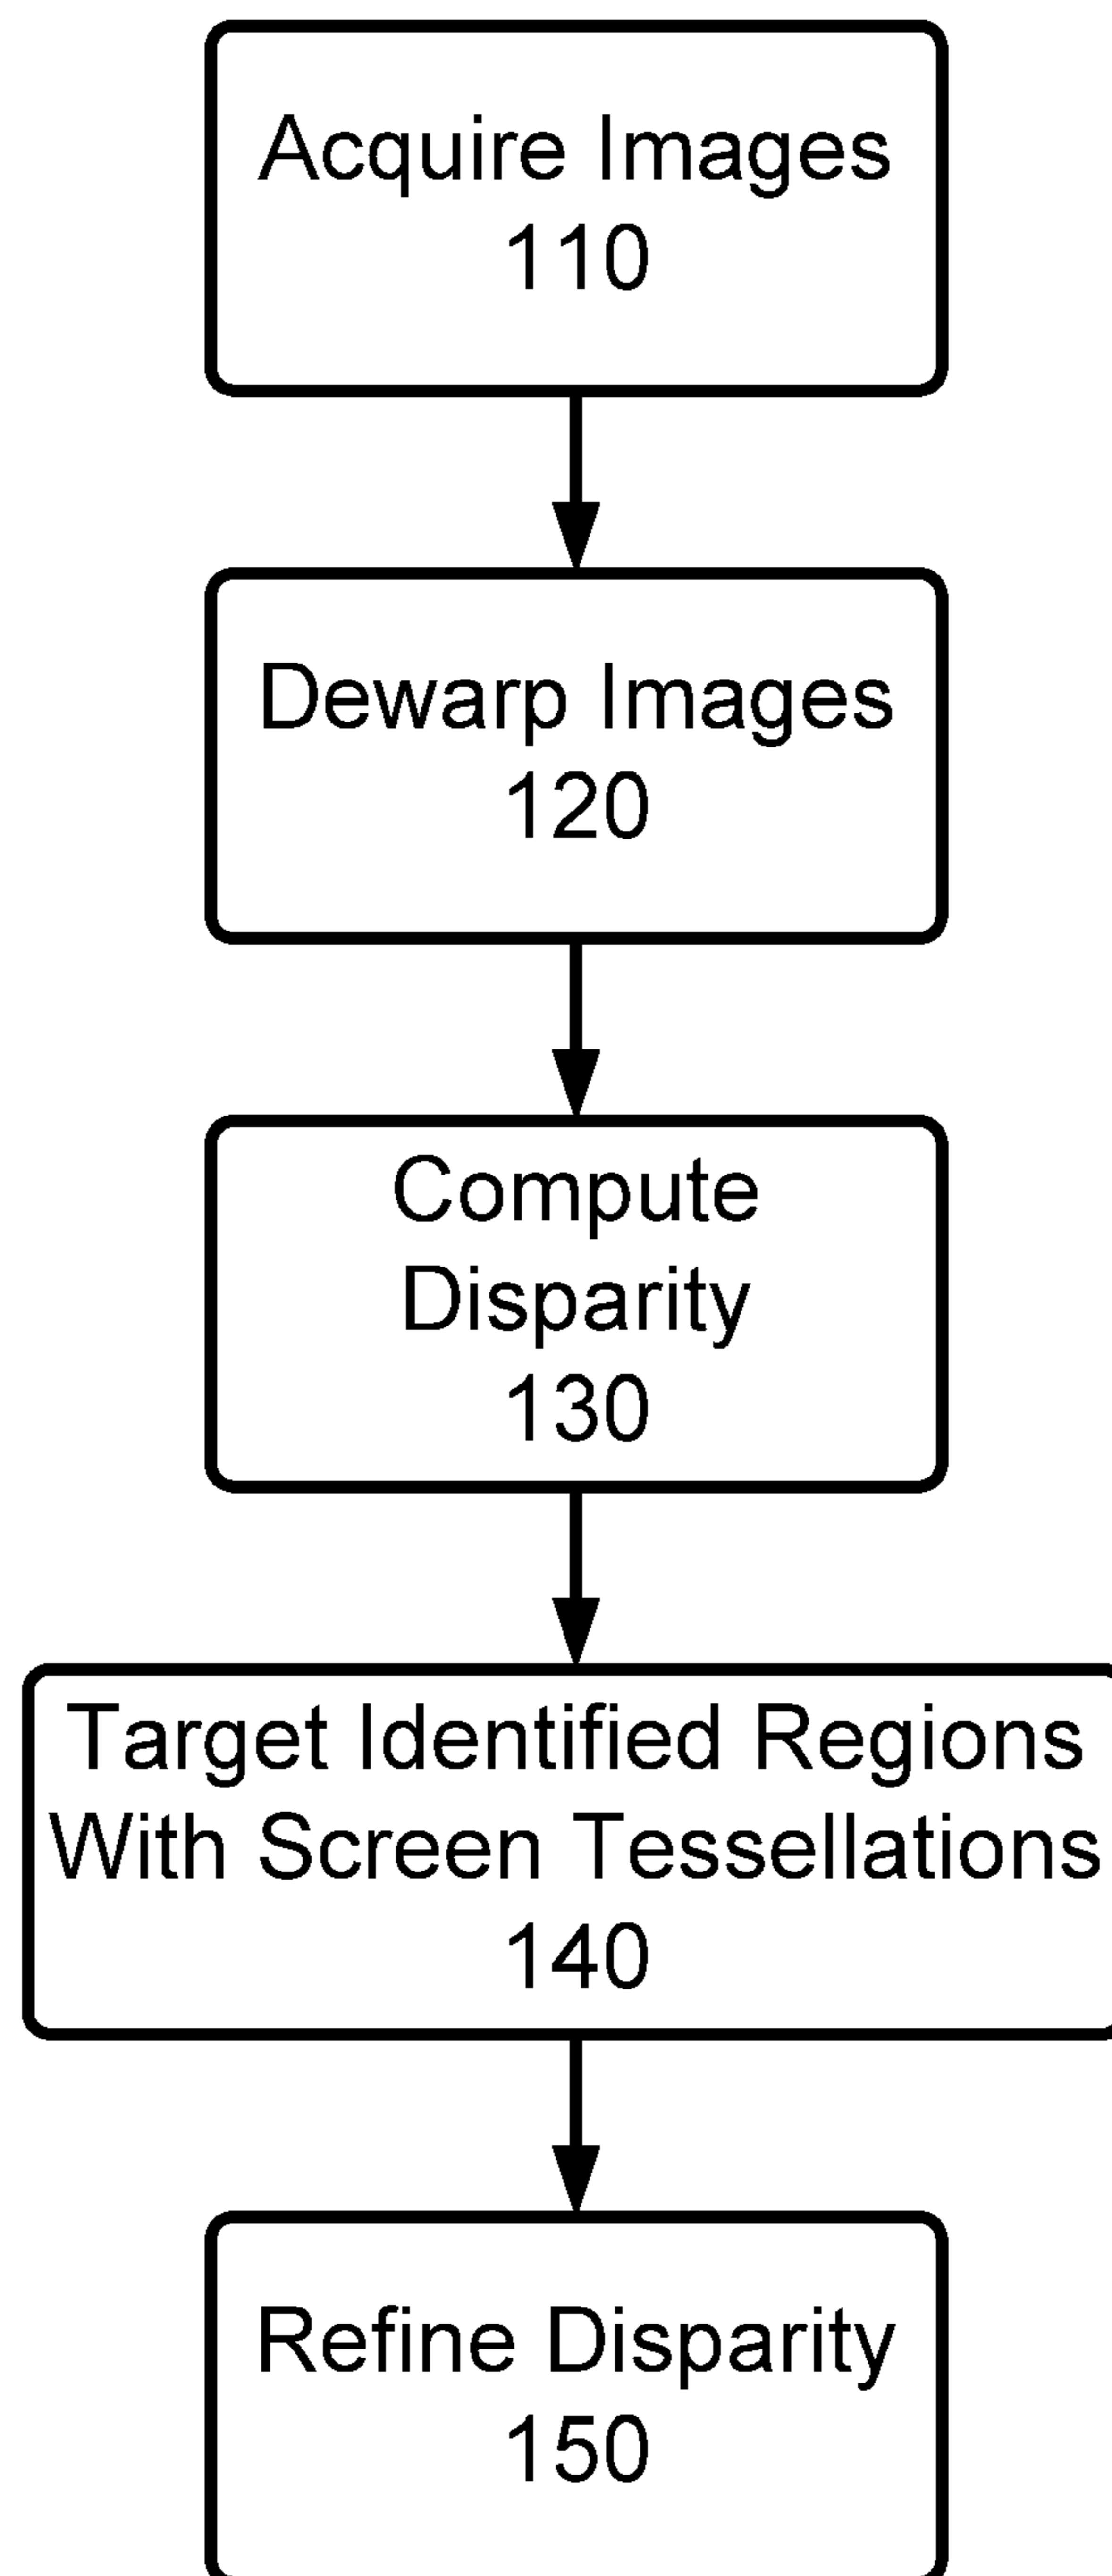 Acquire Images
110
Dewarp Images
120
Compute
Disparity
130
Target Identified Regions
With Screen Tessellations
140
Refine Disparity
150